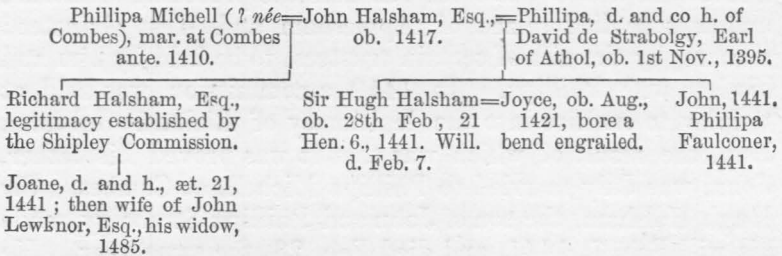 Phillipa Michell (? née=John Halsham, Esq.,=Phillipa, d. and co h. of
Combes), mar. at Combes
ante. 1410.
ob. 1417.
David de Strabolgy, Earl
of Athol, ob. 1st Nov., 1395.
Richard Halsham, Esq.,
legitimacy established by
the Shipley Commission.
Sir Hugh Halsham=Joyce, ob. Aug.,
ob. 28th Feb, 21
Hen. 6., 1441. Will.
d. Feb. 7.
1421, bore a
bend engrailed.
John, 1441.
Phillipa
Faulconer,
1441.
Joane, d. and h., æt. 21,
1441 ; then wife of John
Lewknor, Esq., his widow,
1485.